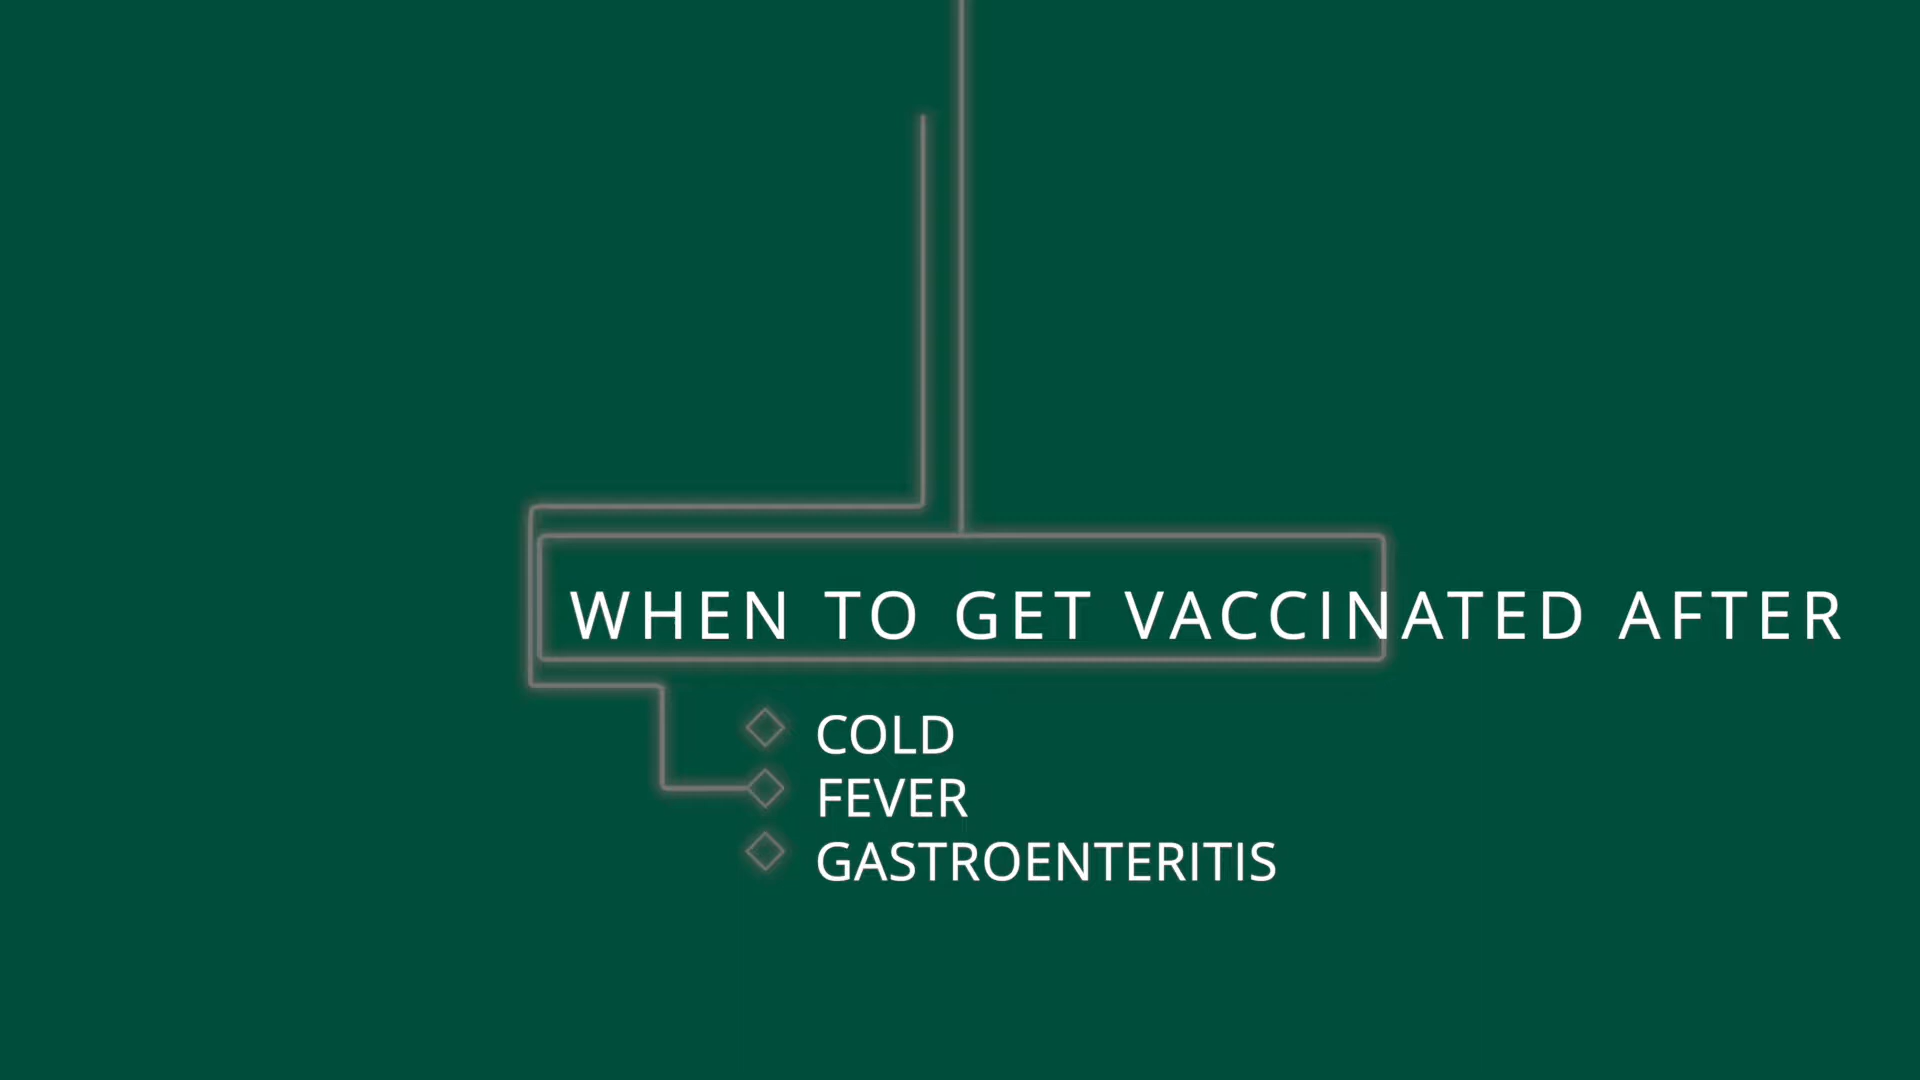 WHEN TO GET VACCINATED AFTER
COLD
FEVER
GASTROENTERITIS